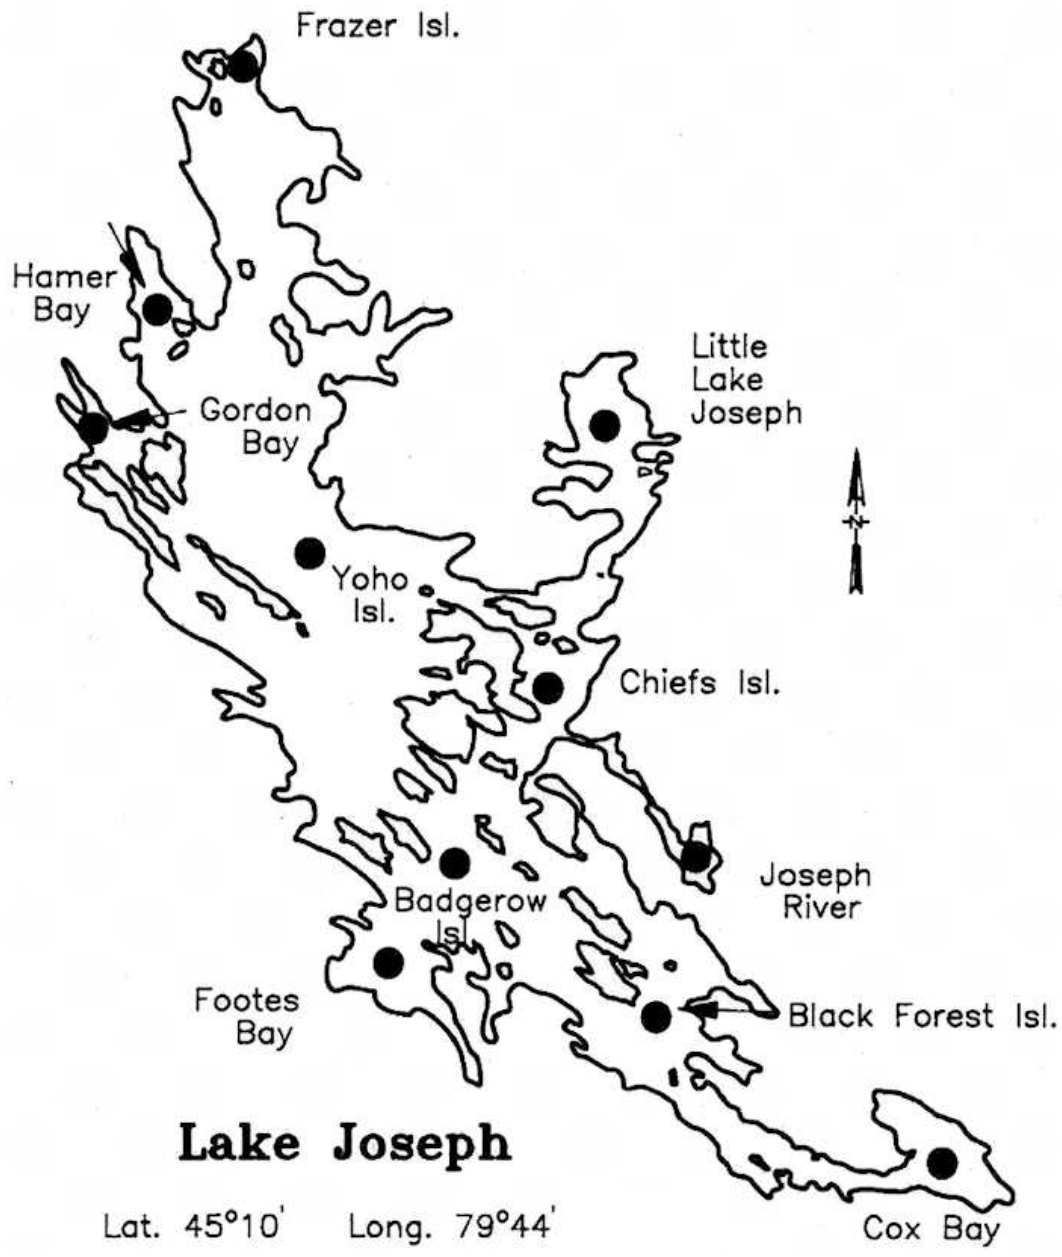 Frazer Isl.
Hamer
Bay
Little
Lake
Joseph
Gordon
Bay
N
Yoho
Isl.
Chiefs Isl.
Joseph
River
Badgerow
Isl
Footes
Bay
Black Forest Isl.
Lake Joseph
Lat. 45°10' Long. 79°44'
Cox Bay